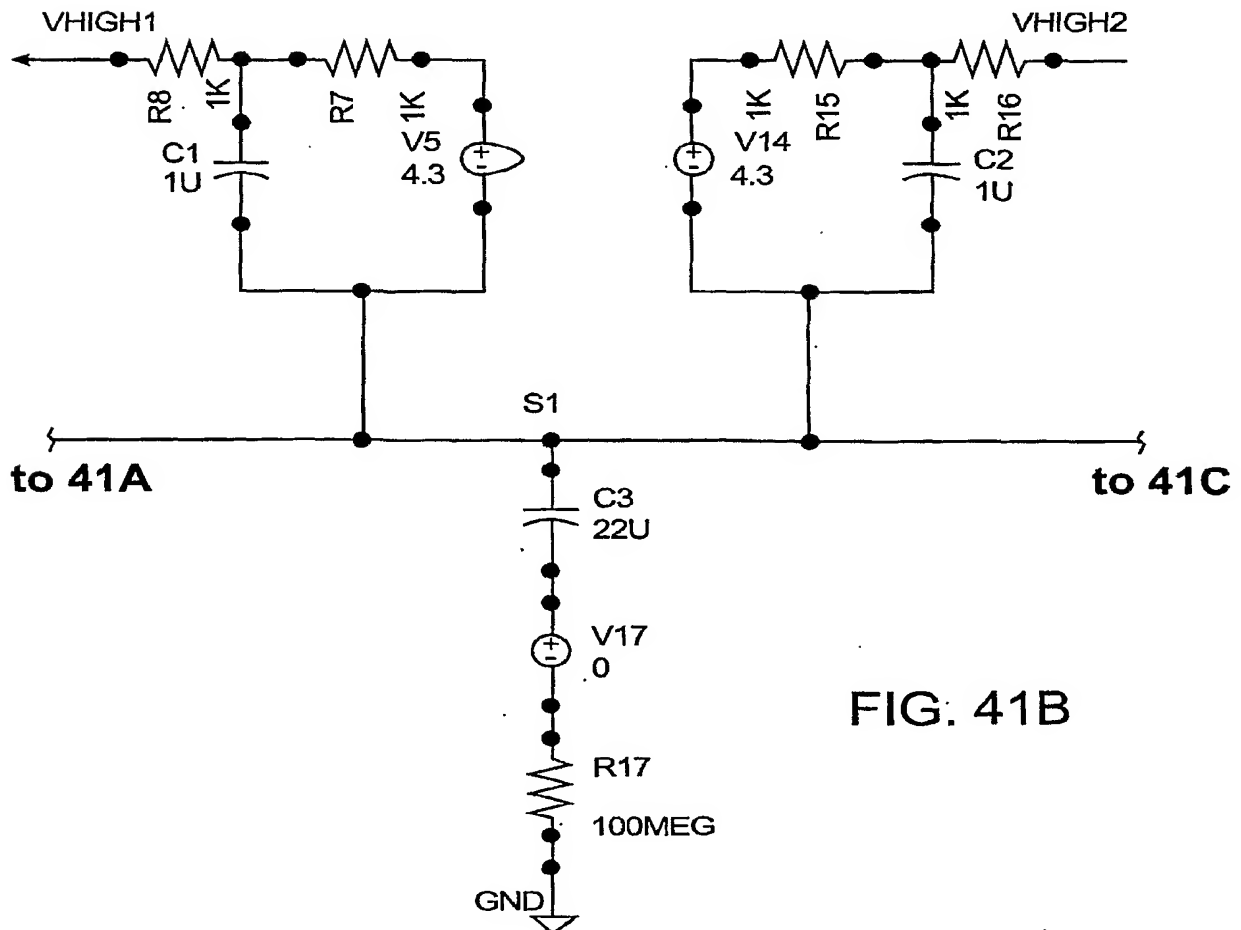 VHIGH1
VHIGH2
R8
1K
R7
1K
1K
R15
1K
R16
C1
1U
V5
4.3
+
-
+
-
V14
4.3
C2
1U
S1
to 41A
to 41C
C3
22U
+
-
V17
0
FIG. 41B
R17
100MEG
GND